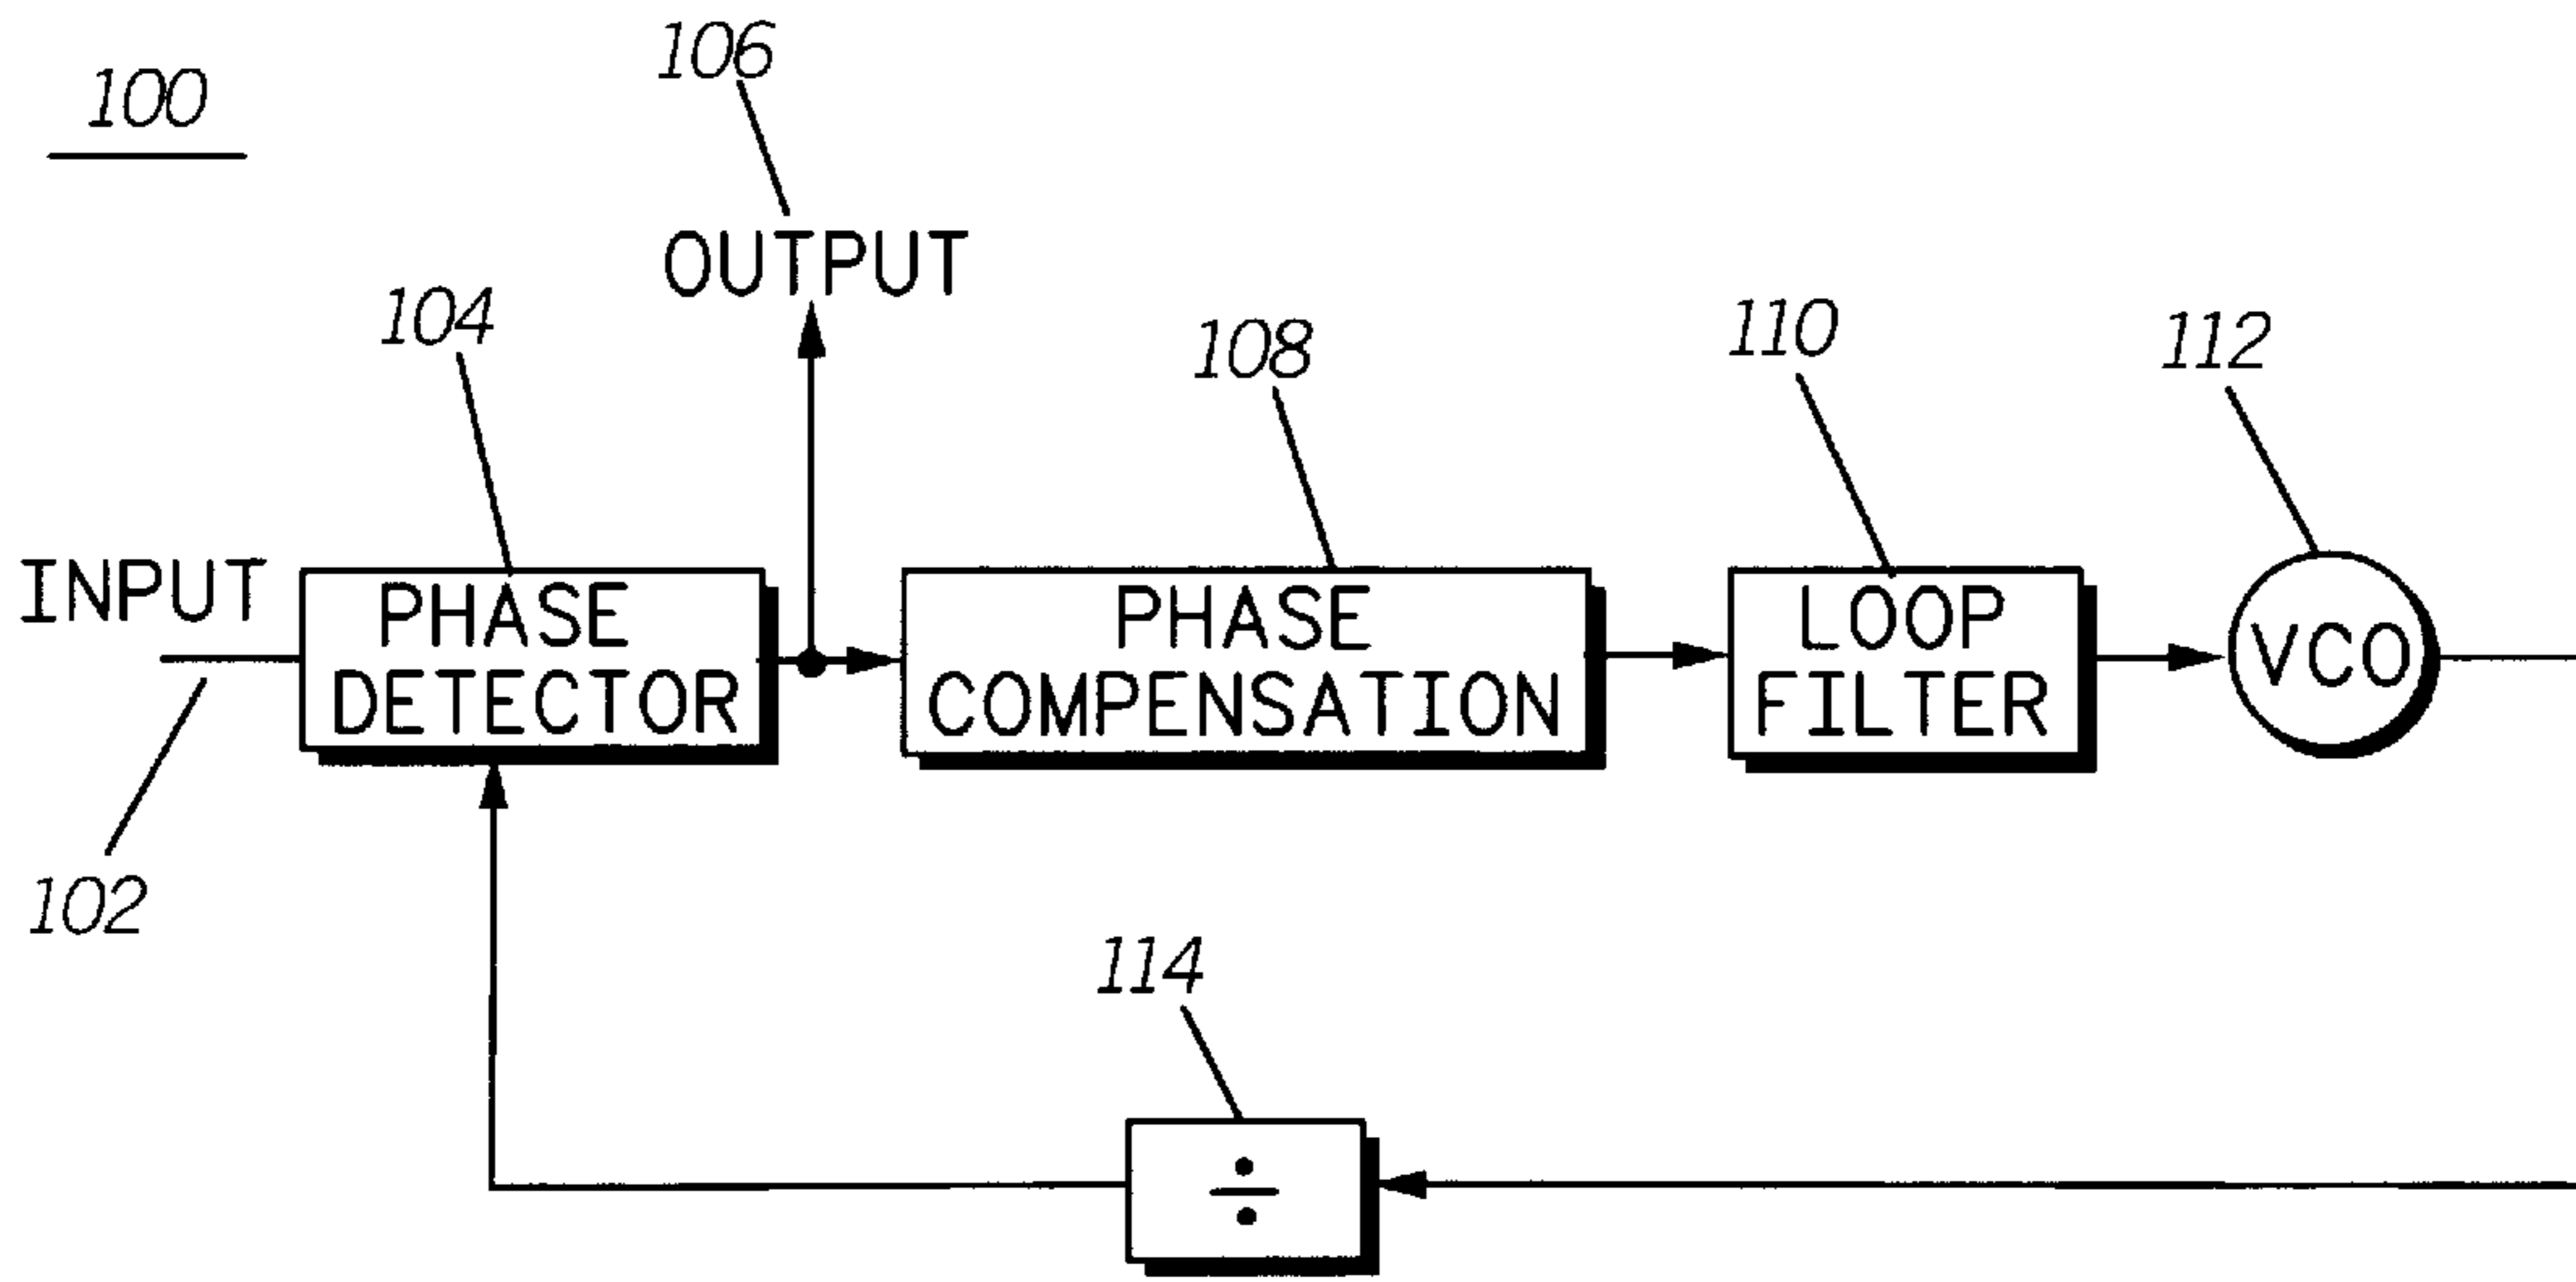 100
106
OUTPUT
104
108
110
112
INPUT
PHASE
DETECTOR
PHASE
COMPENSATION
LOOP
FILTER
VCO
102
114
÷